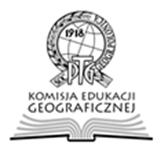 1918
PTG
KOMISJA EDUKACJI
GEOGRAFICZNEJ